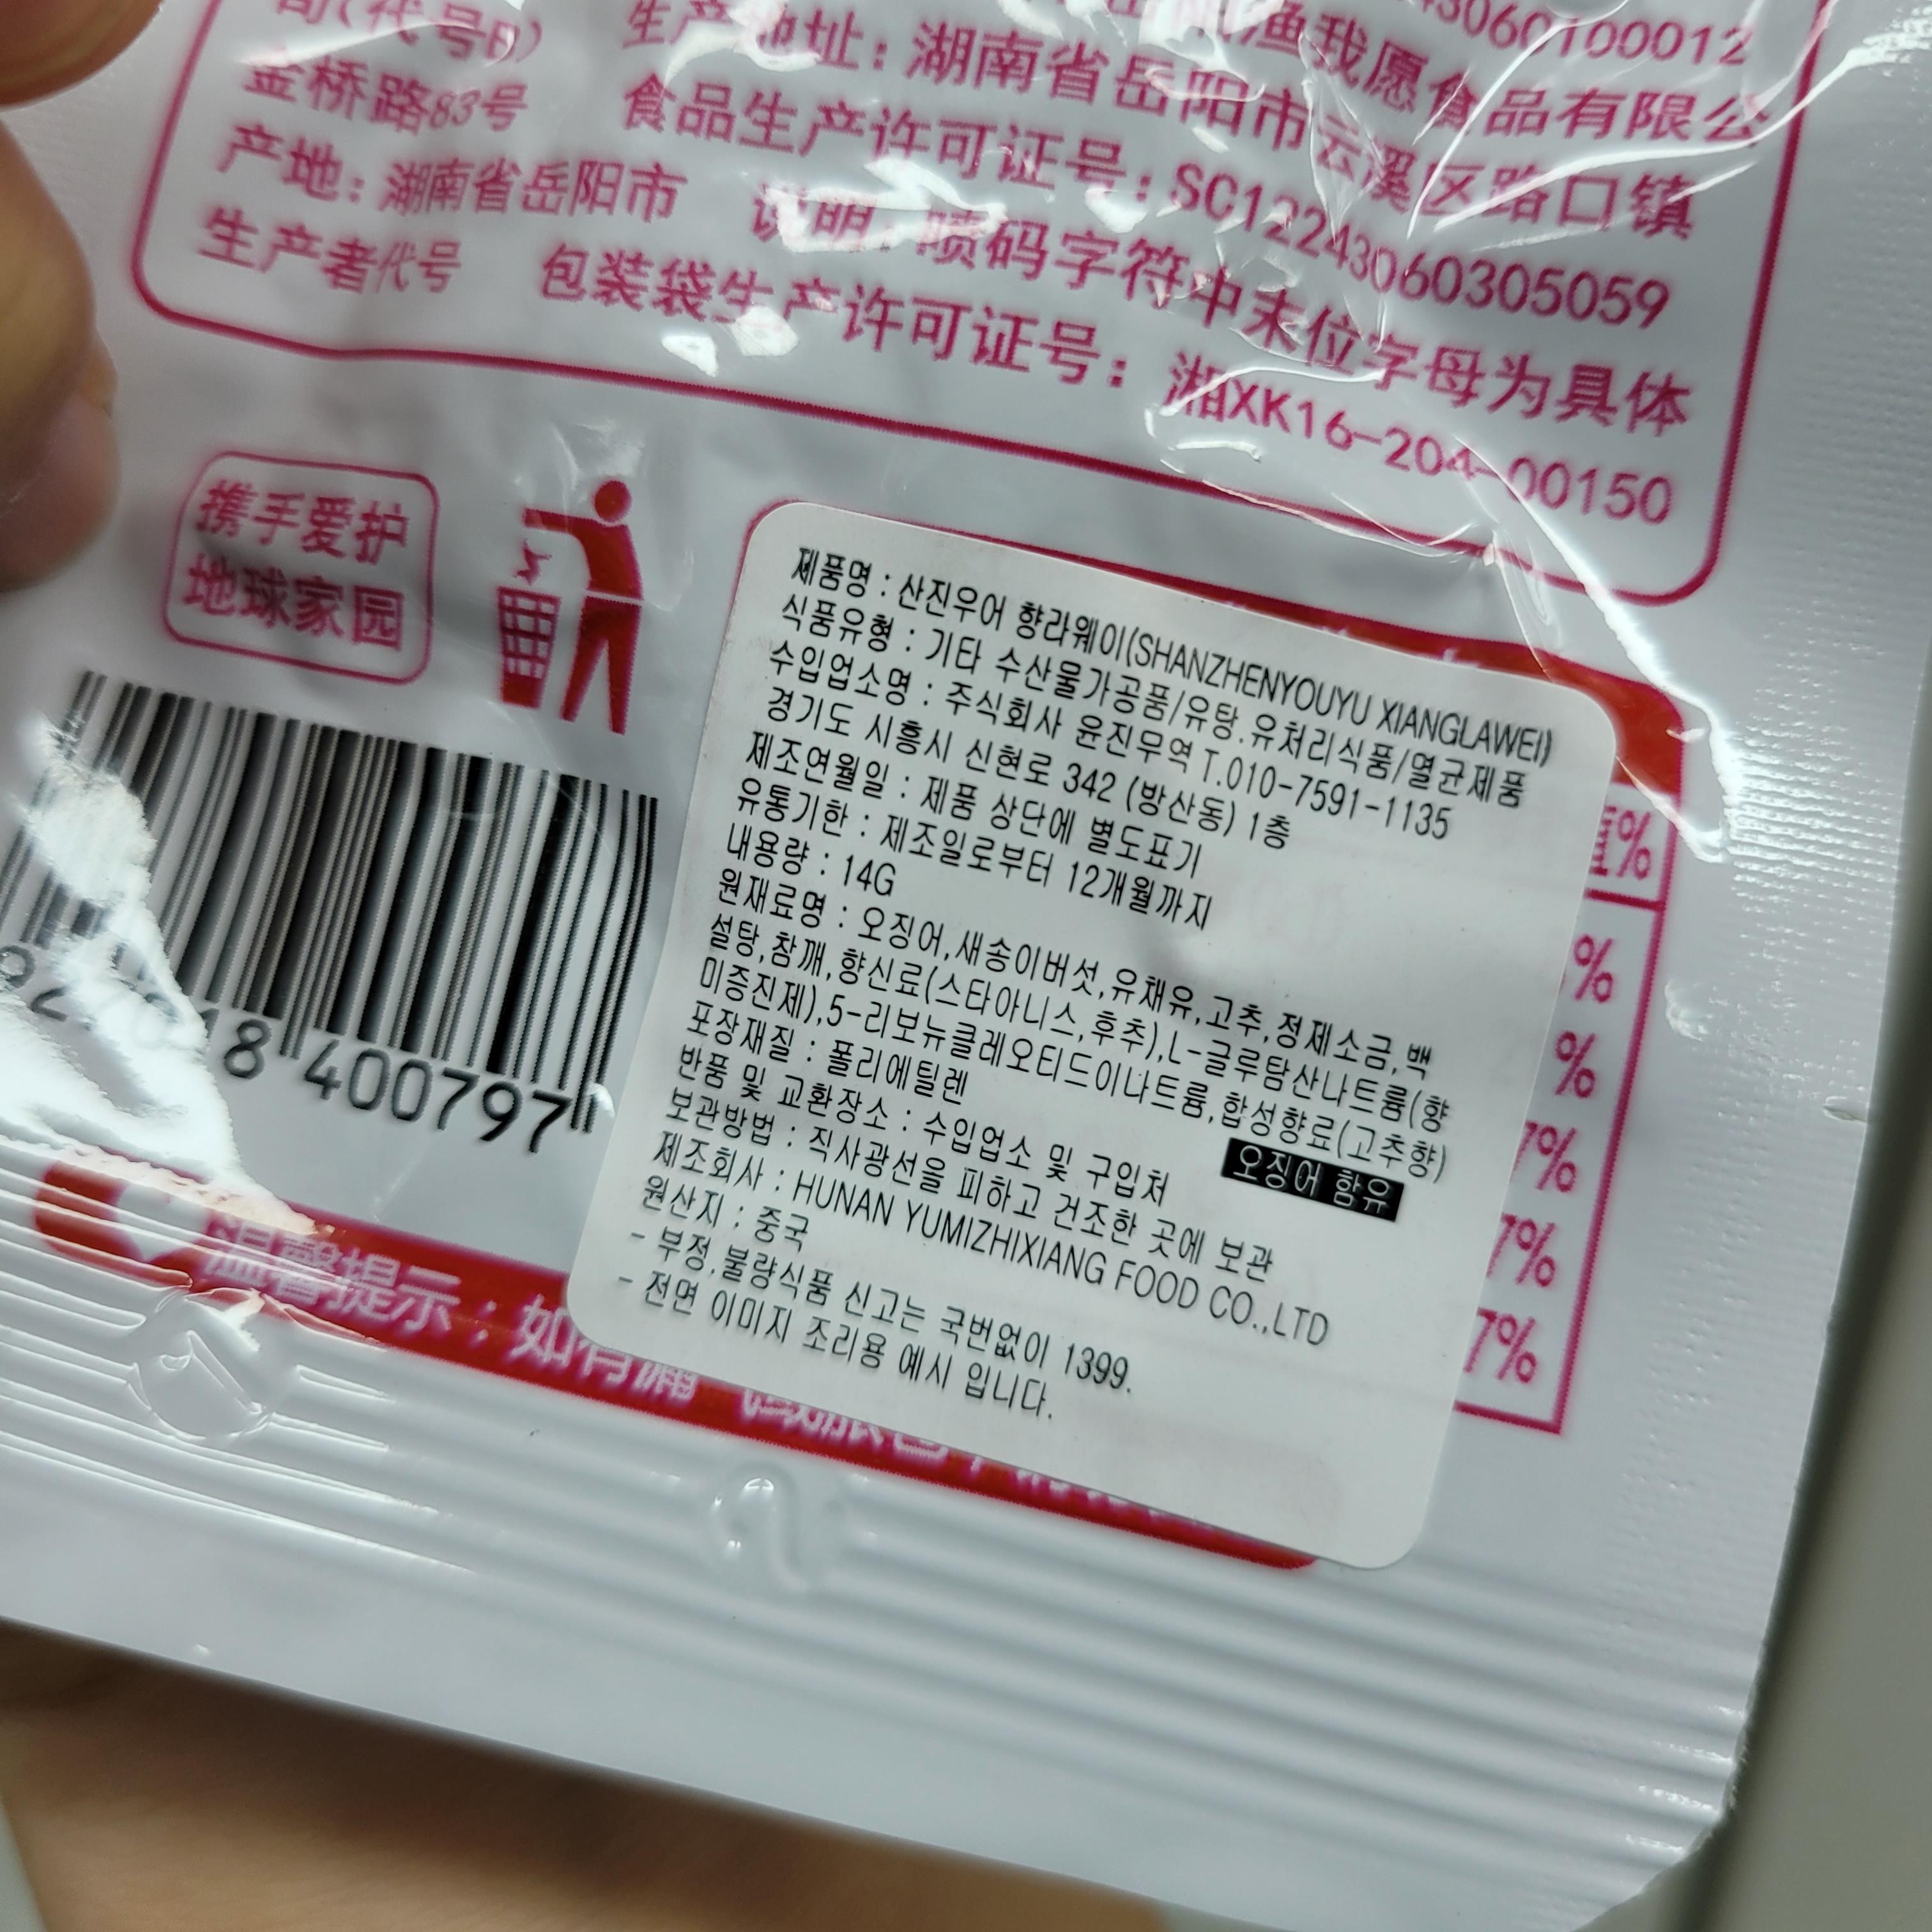 43060100012
渔我愿食品有限公
司(代号B) 生产地址：湖南省岳阳市云溪区路口镇
金桥路83号 食品生产许可证号：SC12243060305059
产地：湖南省岳阳市 说明：喷码字符中末位字母为具体
生产者代号 包装袋生产许可证号：湘XK16-204-00150
携手爱护
地球家园
18 400797
제품명 : 산진우어 향라웨이(SHANZHENYOUYU XIANGLAWEI)
식품유형 : 기타 수산물가공품/유탕.유처리식품/멸균제품
수입업소명 : 주식회사 윤진무역 T.010-7591-1135
경기도 시흥시 신현로 342 (방산동) 1층
제조연월일 : 제품 상단에 별도표기
유통기한 : 제조일로부터 12개월까지
내용량 : 14G
원재료명 : 오징어,새송이버섯,유채유,고추,정제소금,백
설탕,참깨,향신료(스타아니스,후추),L-글루탐산나트륨(향
미증진제),5-리보뉴클레오티드이나트륨,합성향료(고추향)
포장재질 : 폴리에틸렌
오징어 함유
반품 및 교환장소 : 수입업소 및 구입처
보관방법 : 직사광선을 피하고 건조한 곳에 보관
제조회사 : HUNAN YUMIZHIXIANG FOOD CO.,LTD
원산지 : 중국
- 부정,불량식품 신고는 국번없이 1399.
- 전면 이미지 조리용 예시 입니다.
%
%
%
7%
7%
7%
温馨提示：如有漏